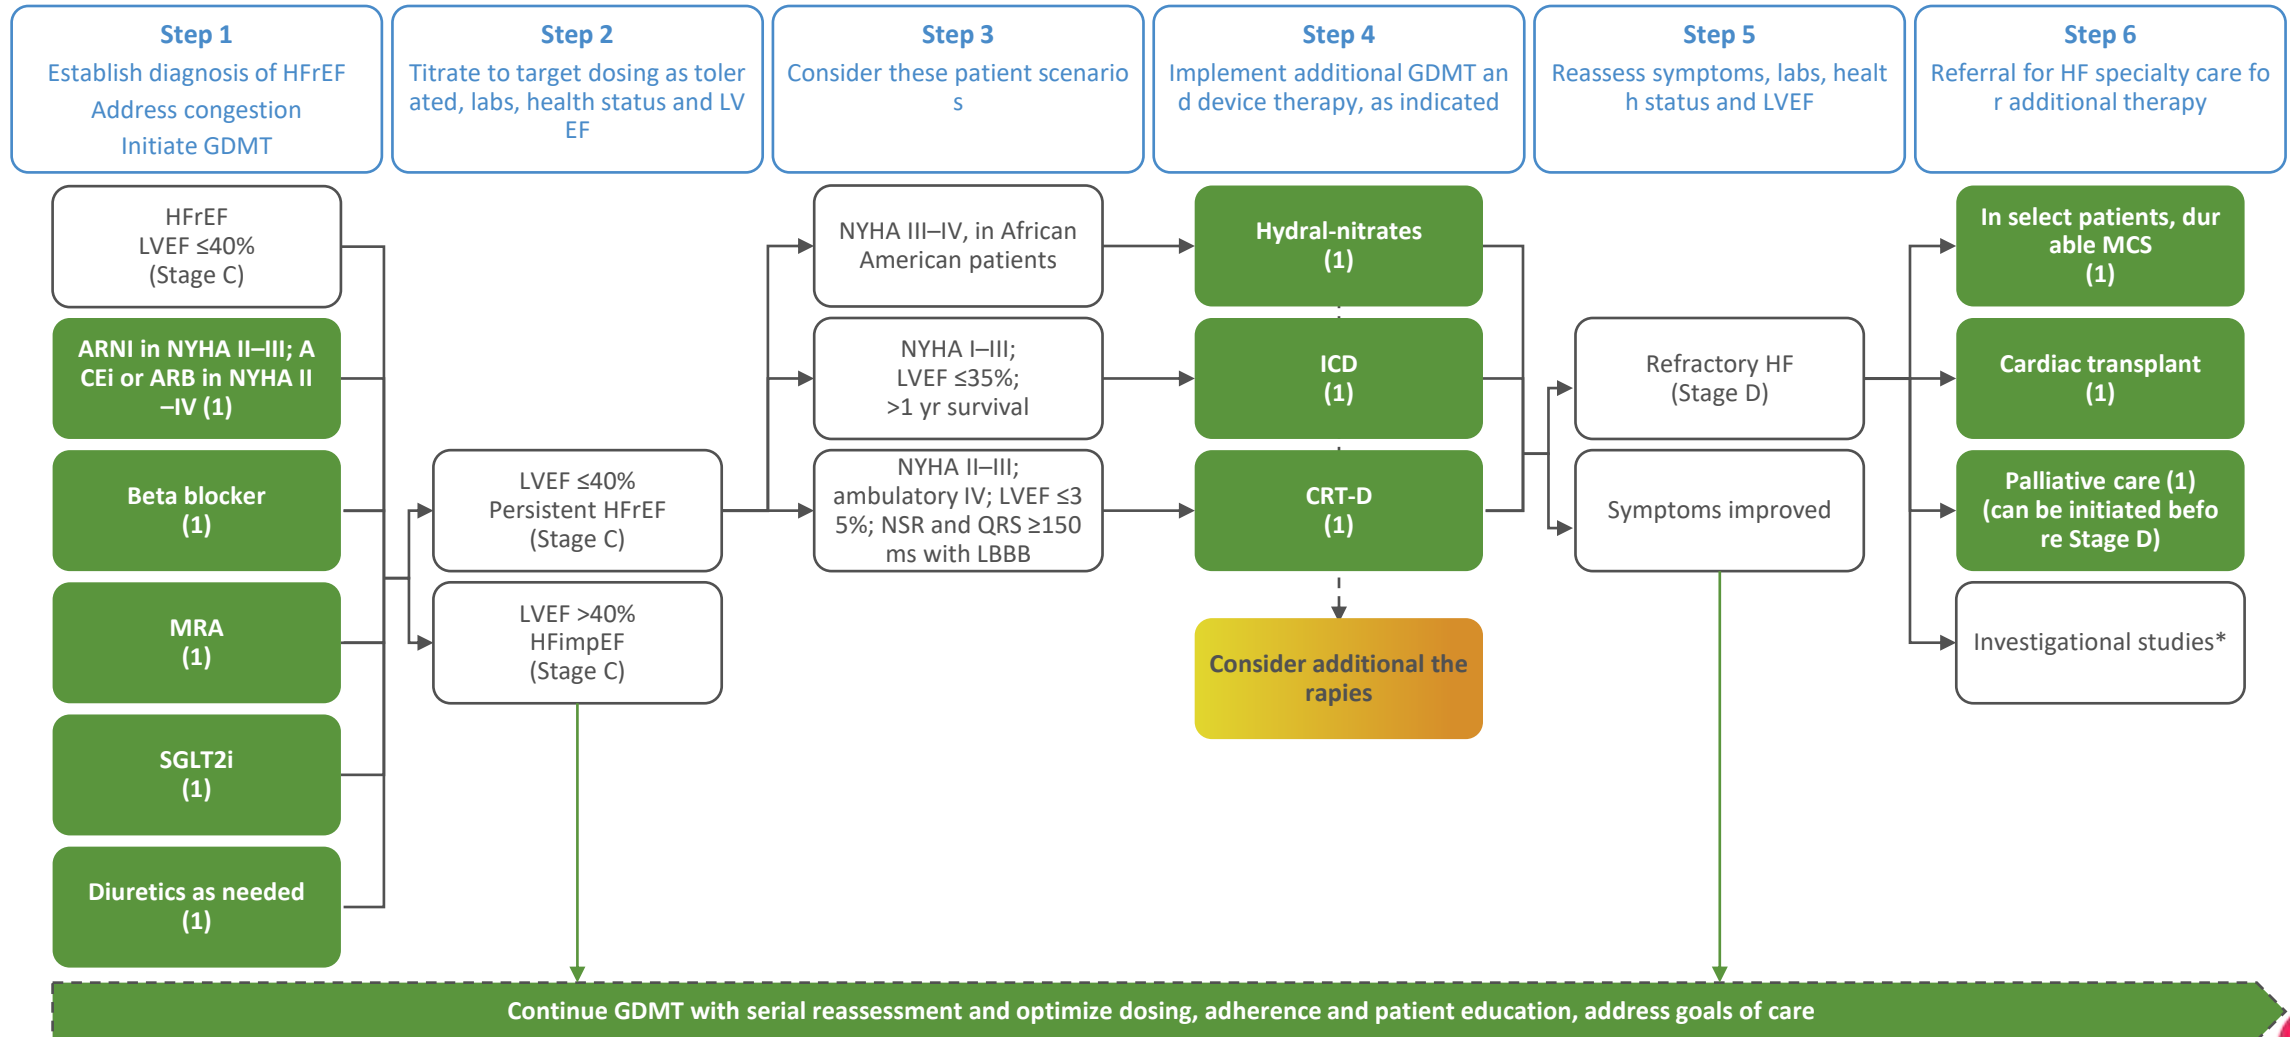 Step 1
Establish diagnosis of HFrEF
Address congestion
Initiate GDMT
Step 2
Titrate to target dosing as toler
ated, labs, health status and LV
EF
Step 3
Consider these patient scenario
s
Step 4
Implement additional GDMT an
d device therapy, as indicated
Step 5
Reassess symptoms, labs, healt
h status and LVEF
Step 6
Referral for HF specialty care fo
r additional therapy
HFrEF
LVEF ≤40%
(Stage C)
ARNI in NYHA II–III; A
CEi or ARB in NYHA II
–IV (1)
Beta blocker
(1)
MRA
(1)
SGLT2i
(1)
Diuretics as needed
(1)
LVEF ≤40%
Persistent HFrEF
(Stage C)
LVEF >40%
HFimpEF
(Stage C)
NYHA III–IV, in African
American patients
NYHA I–III;
LVEF ≤35%;
>1 yr survival
NYHA II–III;
ambulatory IV; LVEF ≤3
5%; NSR and QRS ≥150
ms with LBBB
Hydral-nitrates
(1)
ICD
(1)
CRT-D
(1)
Consider additional the
rapies
Refractory HF
(Stage D)
Symptoms improved
In select patients, dur
able MCS
(1)
Cardiac transplant
(1)
Palliative care (1)
(can be initiated befo
re Stage D)
Investigational studies*
Continue GDMT with serial reassessment and optimize dosing, adherence and patient education, address goals of care